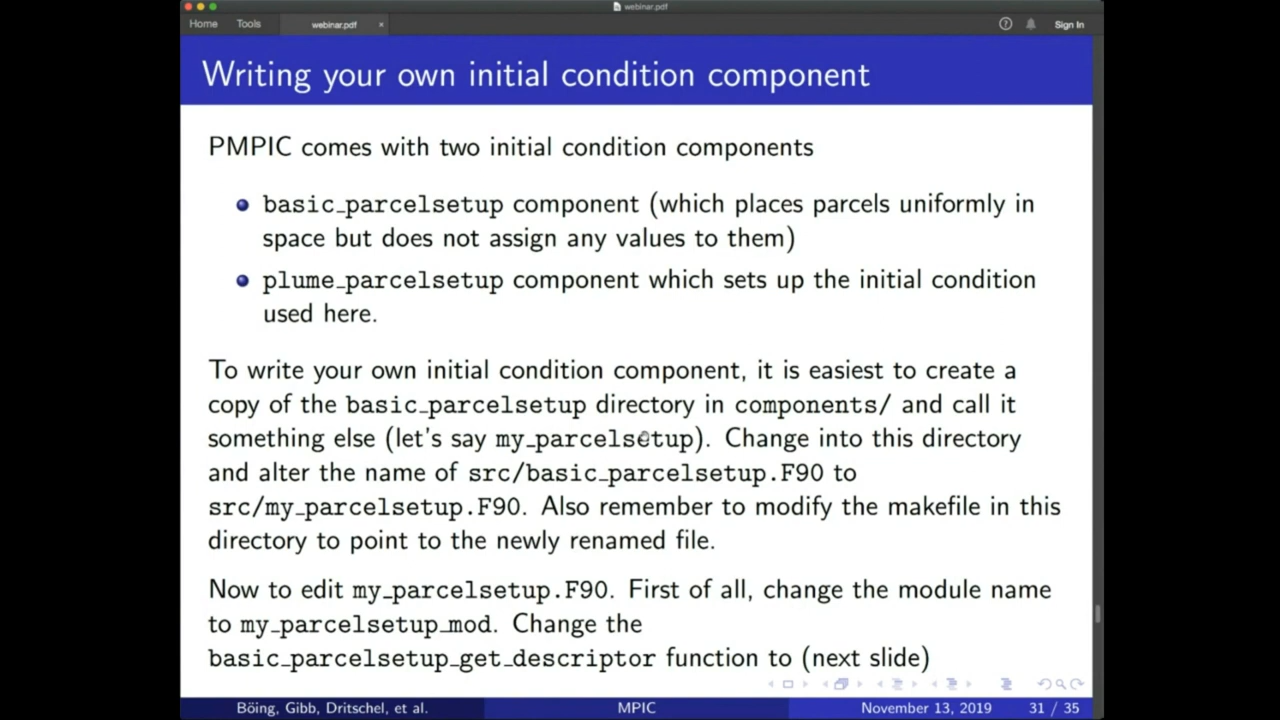 webinar.pdf
Home Tools webinar.pdf × Sign In
Writing your own initial condition component
PMPIC comes with two initial condition components
basic_parcelsetup component (which places parcels uniformly in
space but does not assign any values to them)
plume_parcelsetup component which sets up the initial condition
used here.
To write your own initial condition component, it is easiest to create a
copy of the basic_parcelsetup directory in components/ and call it
something else (let's say my_parcelsetup). Change into this directory
and alter the name of src/basic_parcelsetup.F90 to
src/my_parcelsetup.F90. Also remember to modify the makefile in this
directory to point to the newly renamed file.
Now to edit my_parcelsetup.F90. First of all, change the module name
to my_parcelsetup_mod. Change the
basic_parcelsetup_get_descriptor function to (next slide)
Böing, Gibb, Dritschel, et al. MPIC November 13, 2019 31 / 35